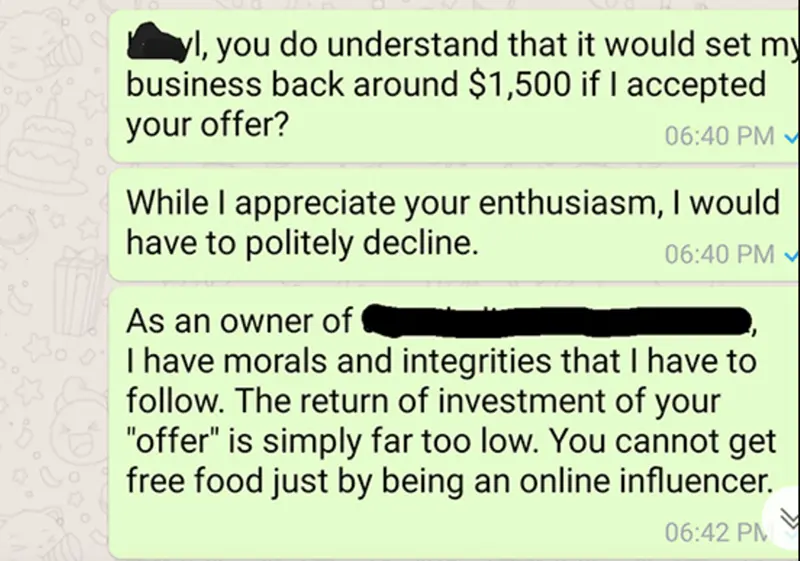 you do understand that it would set my
business back around $1,500 if I accepted
your offer?
06:40 PM
While I appreciate your enthusiasm, I would
have to politely decline.
06:40 PM
As an owner of
I have morals and integrities that I have to
follow. The return of investment of your
"offer" is simply far too low. You cannot get
free food just by being an online influencer.
06:42 PM